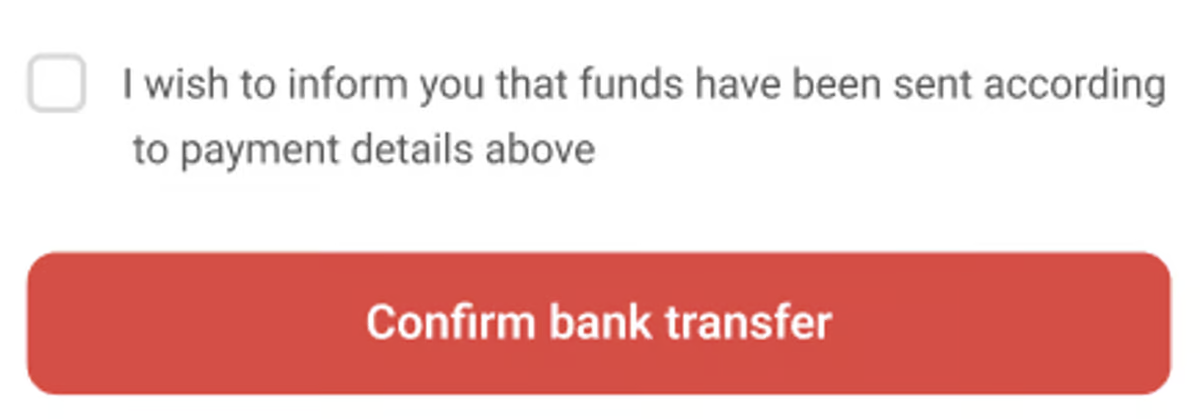 I wish to inform you that funds have been sent according
to payment details above
Confirm bank transfer